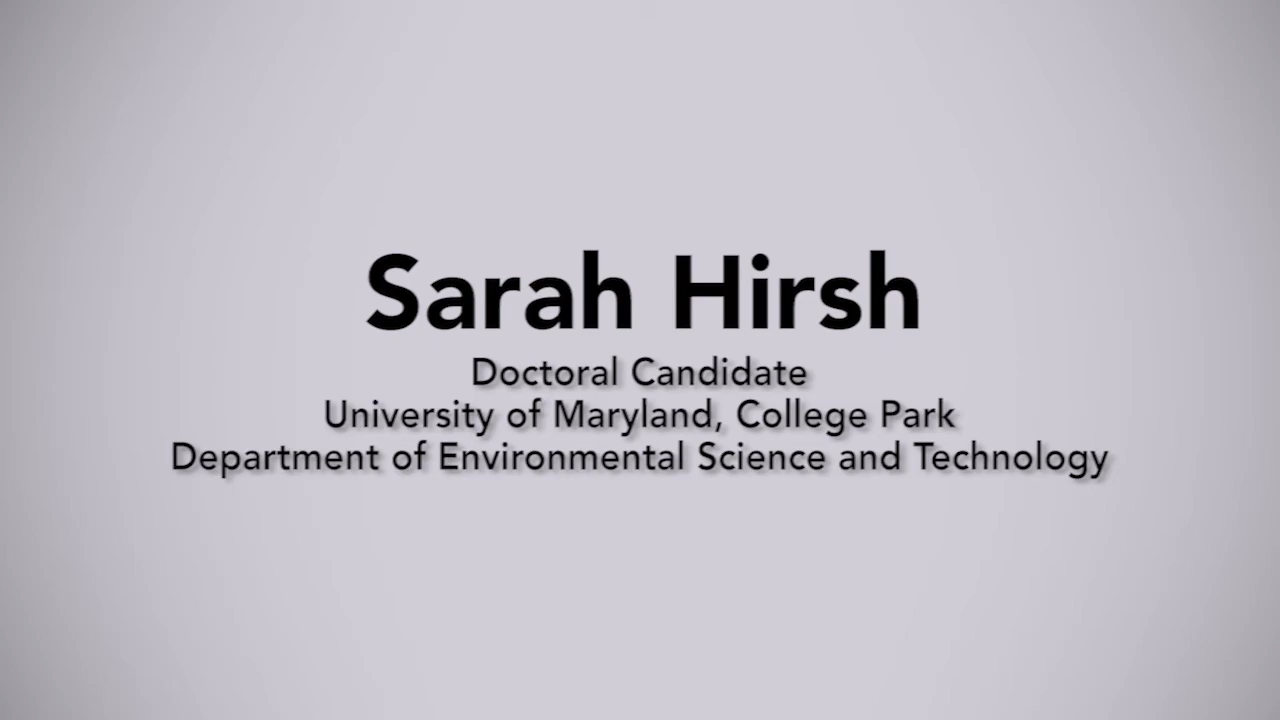 Sarah Hirsh
Doctoral Candidate
University of Maryland, College Park
Department of Environmental Science and Technology